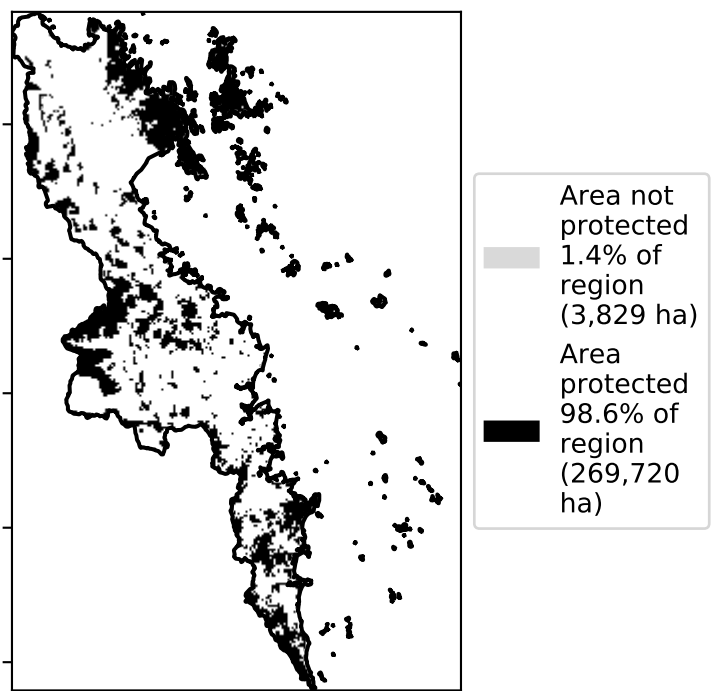 Area not
protected
1.4% of
region
(3,829 ha)
Area
protected
98.6% of
region
(269,720
ha)